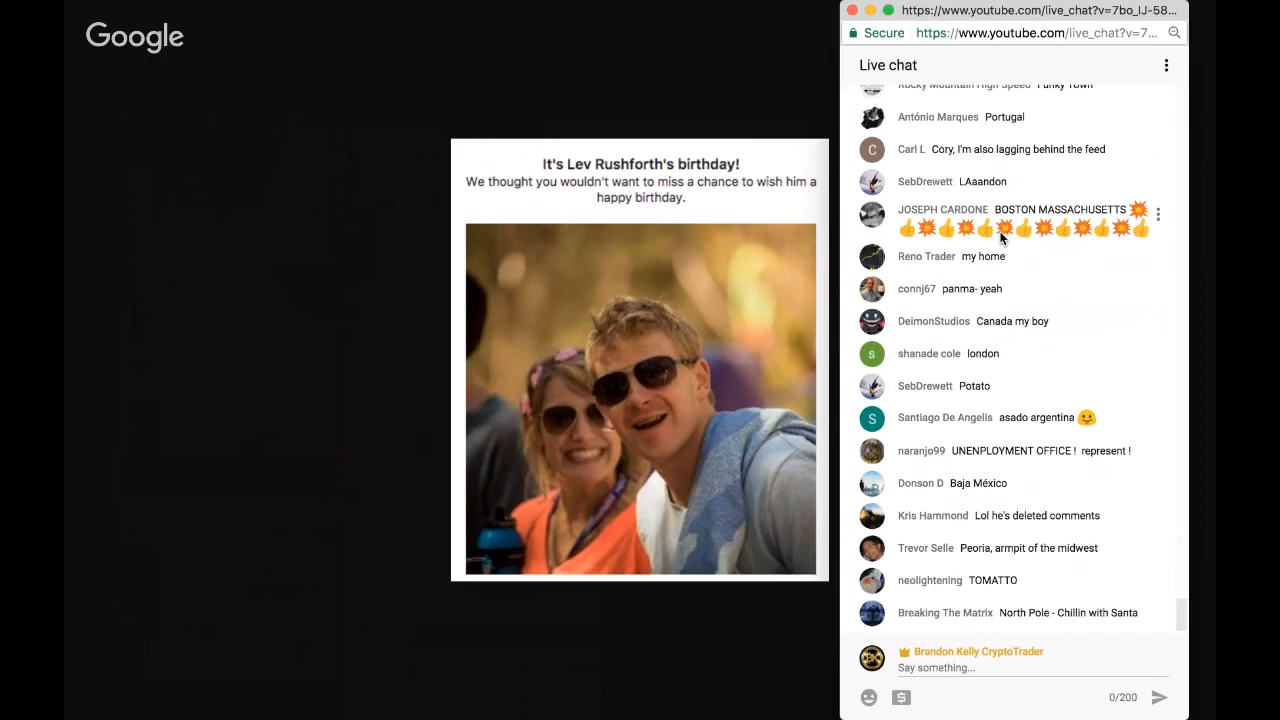 Google
It's Lev Rushforth's birthday!
We thought you wouldn't want to miss a chance to wish him a
happy birthday.
https://www.youtube.com/live_chat?v=7bo_IJ-58...
Secure https://www.youtube.com/live_chat?v=7...
Live chat
Rocky Mountain High Speed Funky Town
António Marques Portugal
C Carl L Cory, I'm also lagging behind the feed
SebDrewett LAaandon
JOSEPH CARDONE BOSTON MASSACHUSETTS 💥
👍💥👍💥👍💥👍💥👍💥👍💥👍
Reno Trader my home
connj67 panma- yeah
DeimonStudios Canada my boy
s shanade cole london
SebDrewett Potato
S Santiago De Angelis asado argentina 😛
naranjo99 UNENPLOYMENT OFFICE ! represent !
Donson D Baja México
Kris Hammond Lol he's deleted comments
Trevor Selle Peoria, armpit of the midwest
neolightening TOMATTO
Breaking The Matrix North Pole - Chillin with Santa
Brandon Kelly CryptoTrader
Say something...
0/200